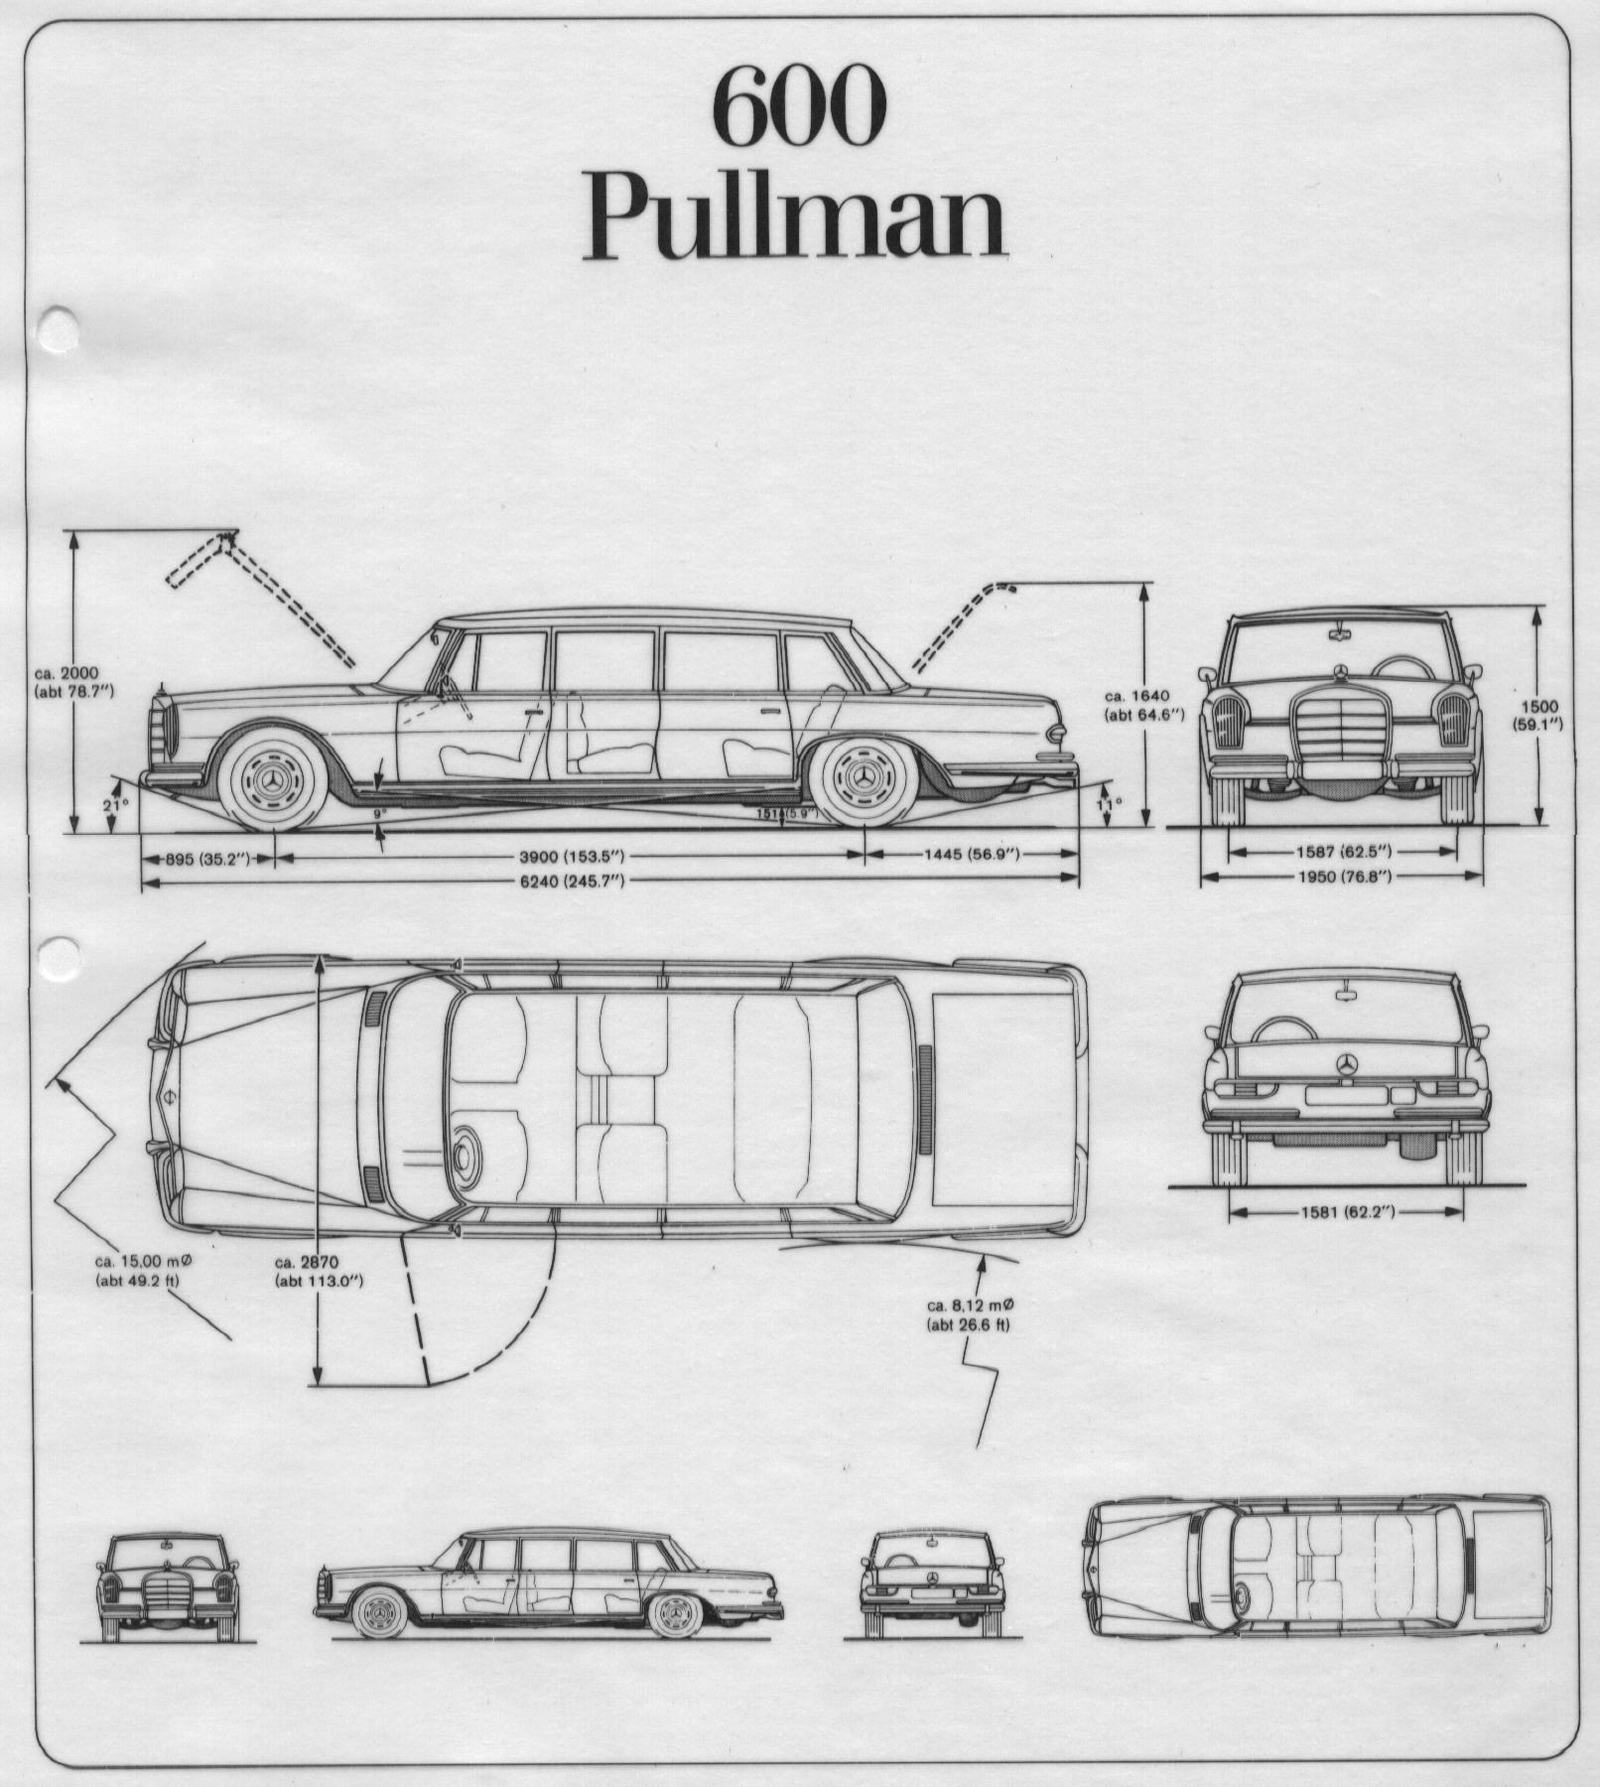 600
Pullman
ca. 2000
(abt 78.7")
ca. 1640
(abt 64.6")
1500
(59.1")
21°
9°
151 (5.9")
11°
895 (35.2")
3900 (153.5")
1445 (56.9")
6240 (245.7")
1587 (62.5")
1950 (76.8")
1581 (62.2")
ca. 15,00 mØ
(abt 49.2 ft)
ca. 2870
(abt 113.0")
ca. 8,12 mØ
(abt 26.6 ft)